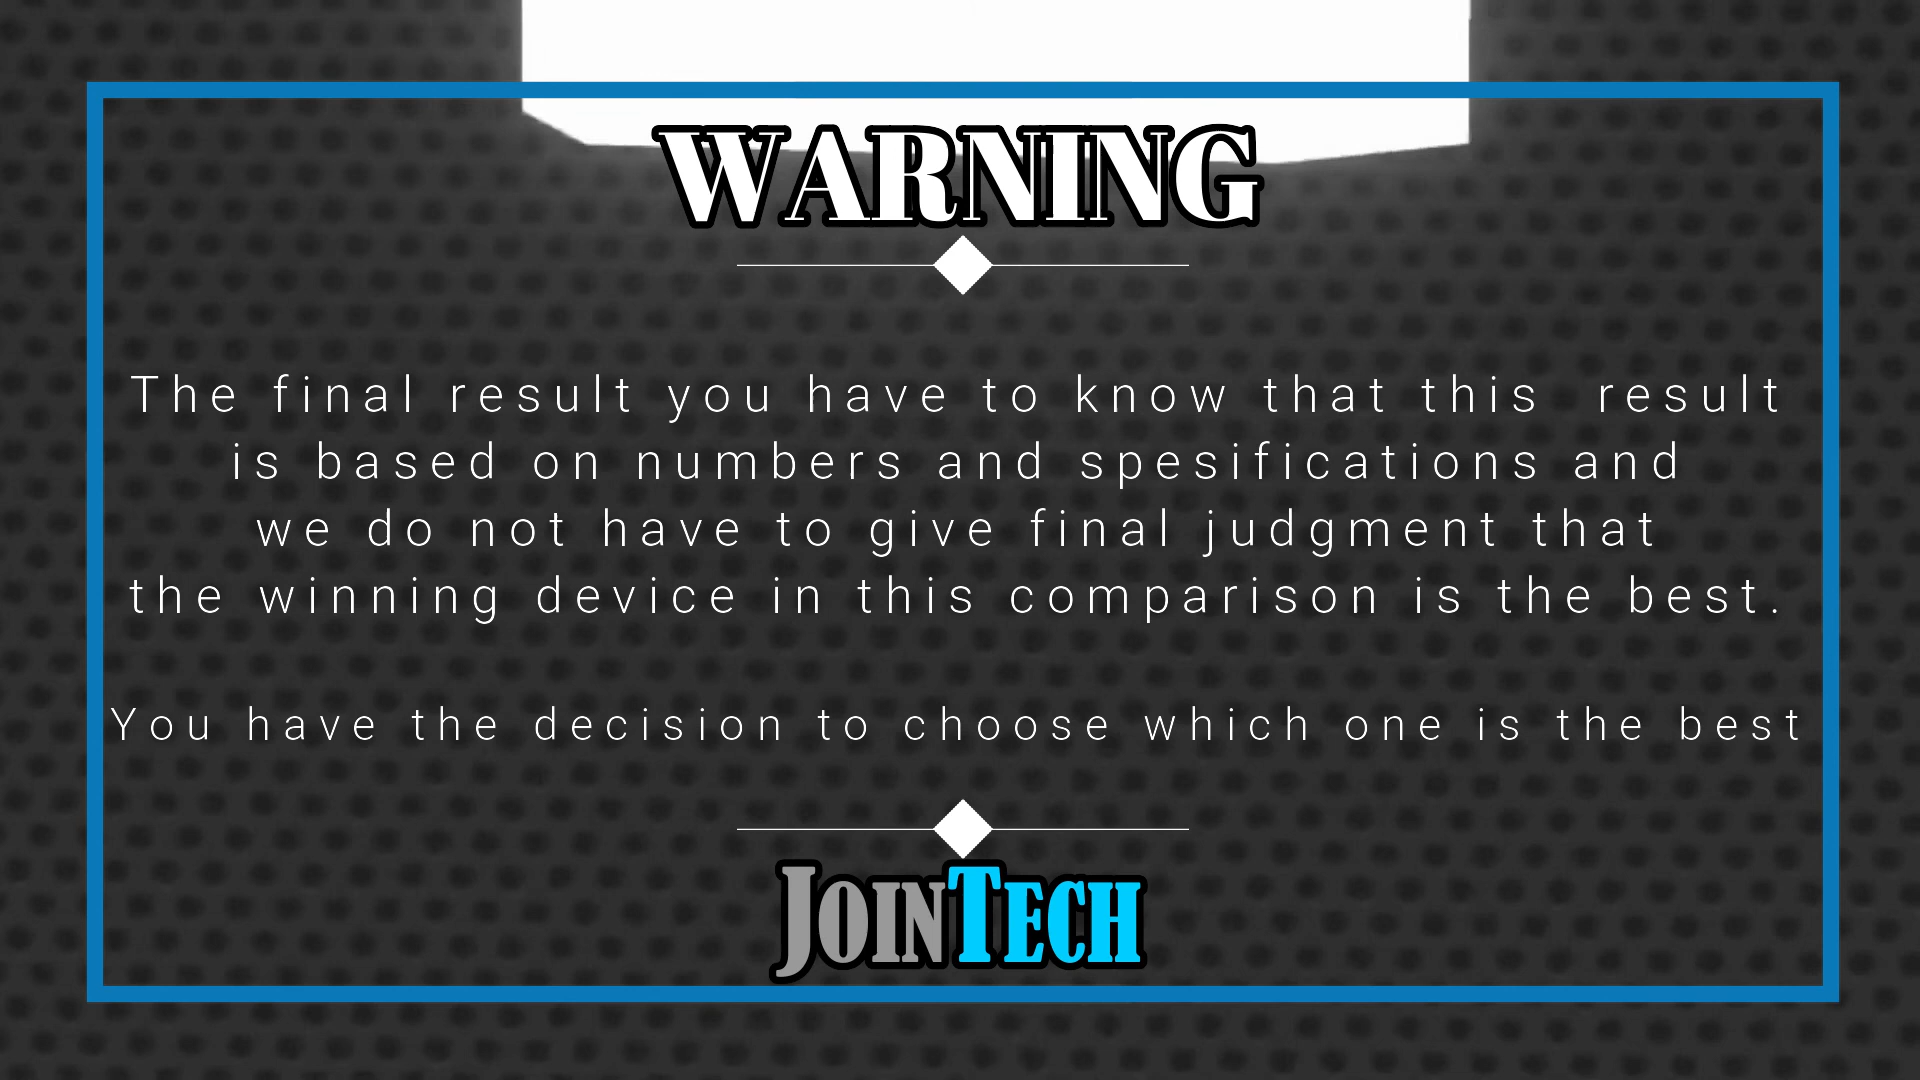 WARNING
The final result you have to know that this result
is based on numbers and spesifications and
we do not have to give final judgment that
the winning device in this comparison is the best.
You have the decision to choose which one is the best
JOINTECH